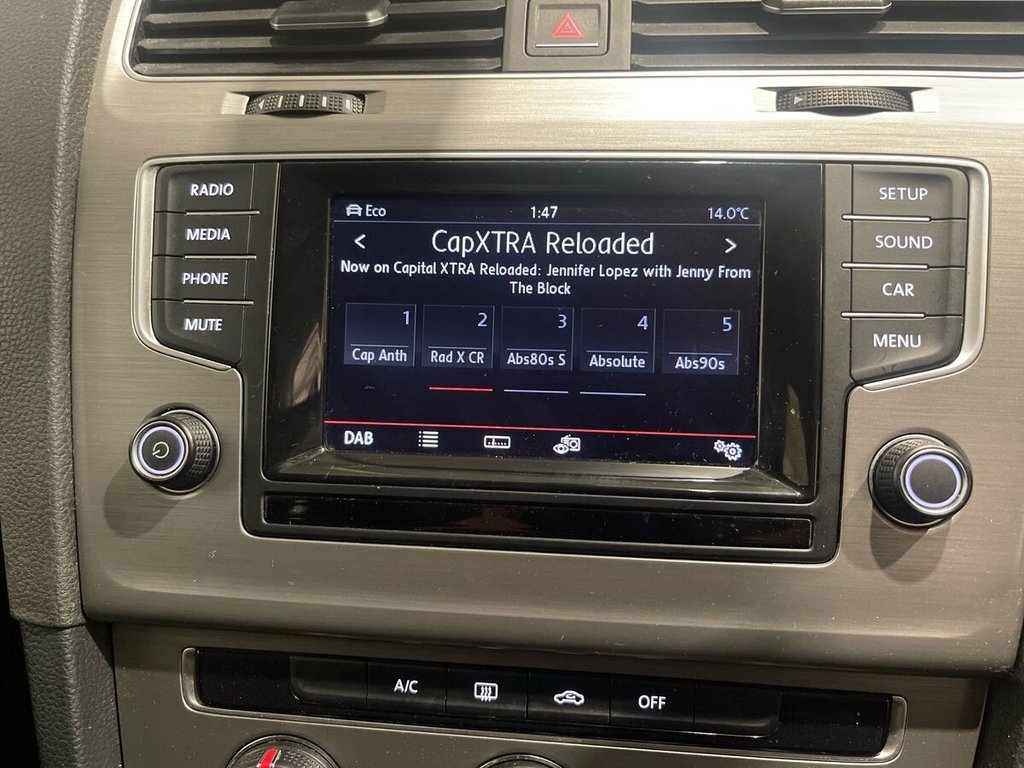 RADIO
MEDIA
PHONE
MUTE
Eco 1:47 14.0°C
< CapXTRA Reloaded >
Now on Capital XTRA Reloaded: Jennifer Lopez with Jenny From
The Block
1 2 3 4 5
Cap Anth Rad X CR Abs80s S Absolute Abs90s
DAB
SETUP
SOUND
CAR
MENU
A/C OFF